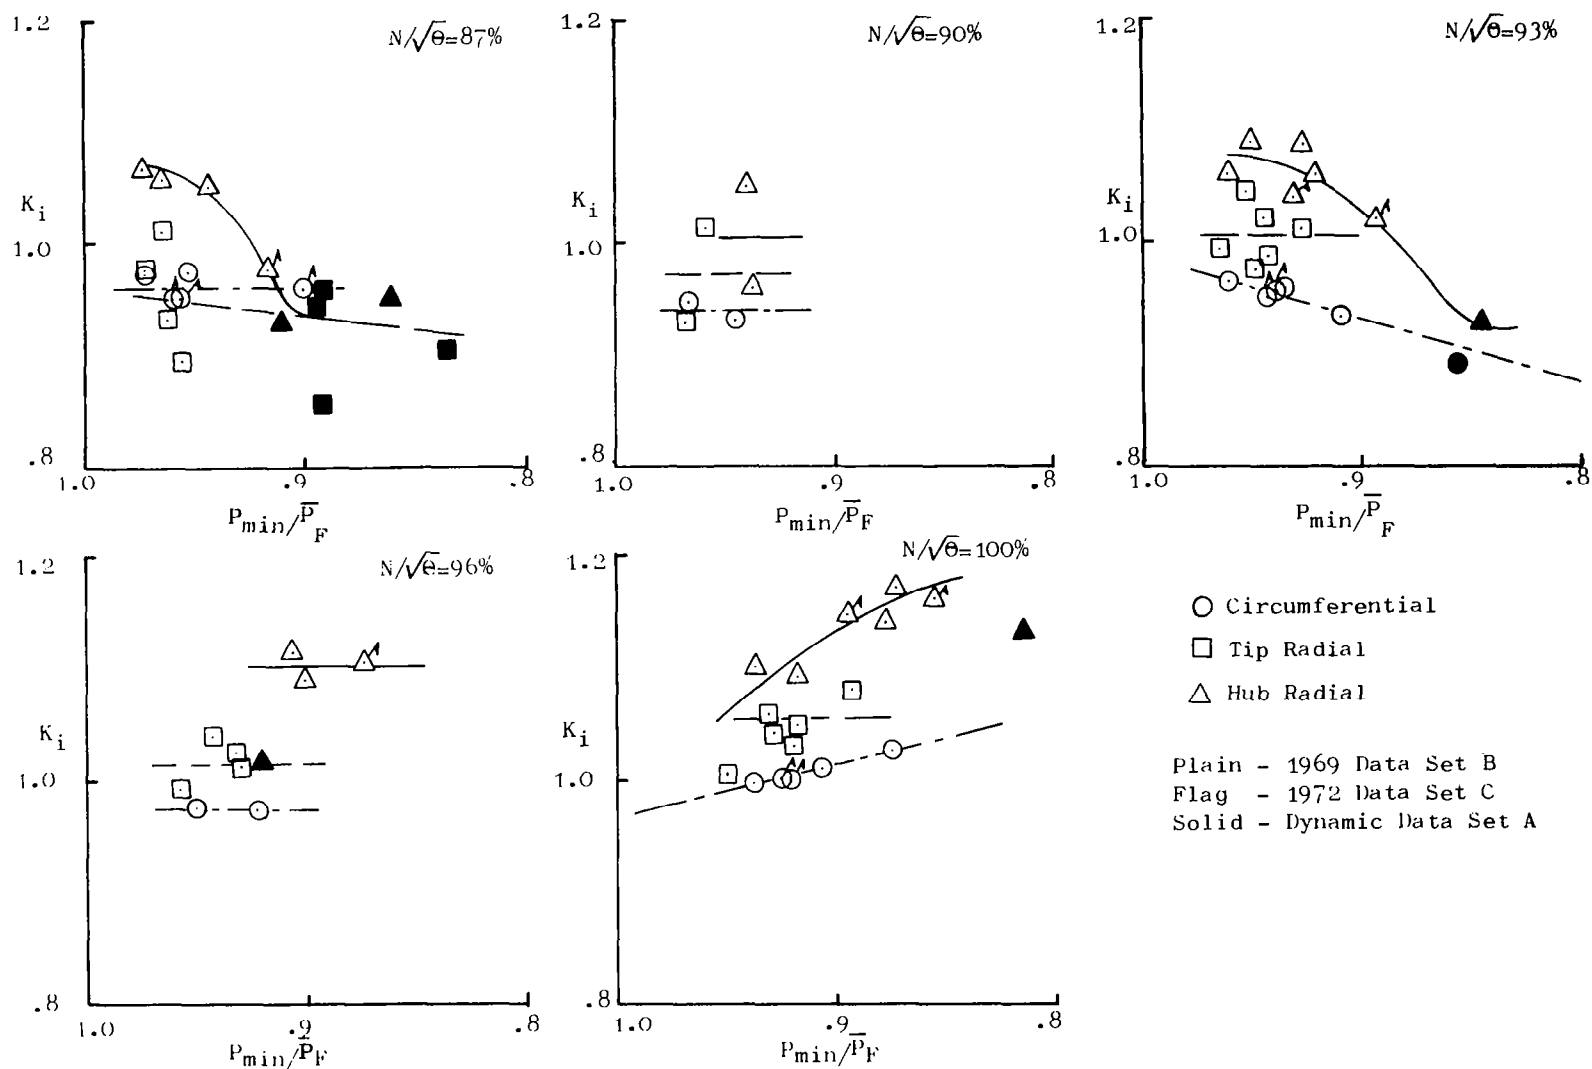 1.2
N/√θ=87%
K_i
1.0
.8
1.0
.9
.8
P_min/P̅_F
1.2
N/√θ=90%
K_i
1.0
.8
1.0
.9
.8
P_min/P̅_F
1.2
N/√θ=93%
K_i
1.0
.8
1.0
.9
.8
P_min/P̅_F
1.2
N/√θ=96%
K_i
1.0
.8
1.0
.9
.8
P_min/P̅_F
1.2
N/√θ=100%
K_i
1.0
.8
1.0
.9
.8
P_min/P̅_F
Circumferential
Tip Radial
Hub Radial
Plain - 1969 Data Set B
Flag - 1972 Data Set C
Solid - Dynamic Data Set A